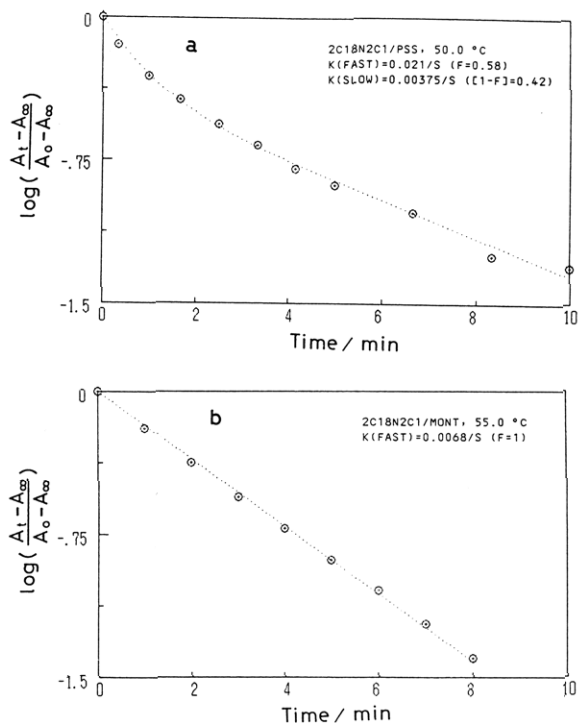 0
a
2C18N2C1/PSS, 50.0 °C
K(FAST)=0.021/S (F=0.58)
K(SLOW)=0.00375/S ([1-F]=0.42)
log(At-A∞/Ao-A∞)
-.75
-1.5
0 2 4 6 8 10
Time / min
0
b
2C18N2C1/MONT, 55.0 °C
K(FAST)=0.0068/S (F=1)
log(At-A∞/Ao-A∞)
-.75
-1.5
0 2 4 6 8 10
Time / min